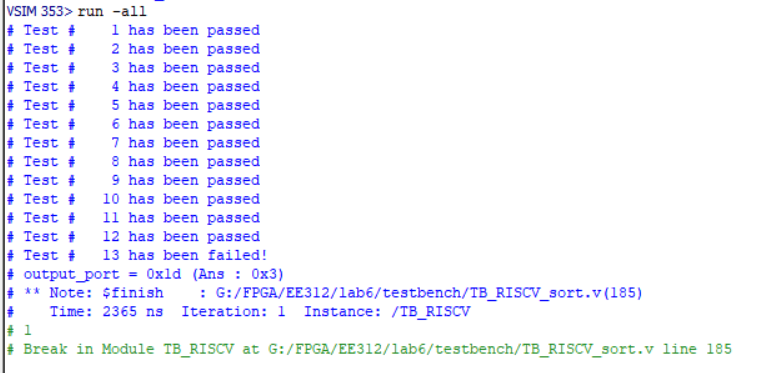 VSIM 353> run -all
# Test #    1 has been passed
# Test #    2 has been passed
# Test #    3 has been passed
# Test #    4 has been passed
# Test #    5 has been passed
# Test #    6 has been passed
# Test #    7 has been passed
# Test #    8 has been passed
# Test #    9 has been passed
# Test #   10 has been passed
# Test #   11 has been passed
# Test #   12 has been passed
# Test #   13 has been failed!
# output_port = 0x1d (Ans : 0x3)
# ** Note: $finish    : G:/FPGA/EE312/lab6/testbench/TB_RISCV_sort.v(185)
#    Time: 2365 ns  Iteration: 1  Instance: /TB_RISCV
# 1
# Break in Module TB_RISCV at G:/FPGA/EE312/lab6/testbench/TB_RISCV_sort.v line 185